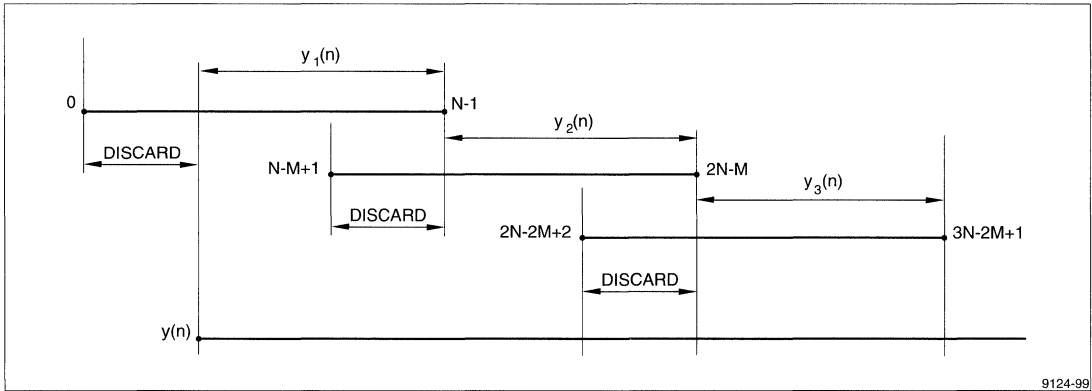 y₁(n)
0
N-1
y₂(n)
DISCARD
N-M+1
2N-M
y₃(n)
DISCARD
2N-2M+2
3N-2M+1
DISCARD
y(n)
9124-99